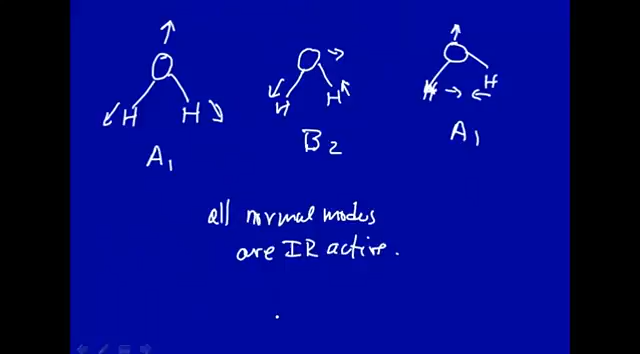 H H H H H H
A1 B2 A1
all normal modes
are IR active.